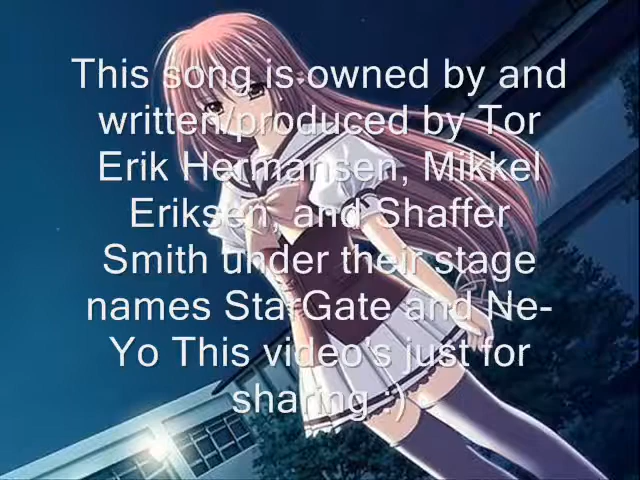 This song is owned by and
written/produced by Tor
Erik Hermansen, Mikkel
Eriksen, and Shaffer
Smith under their stage
names StarGate and Ne-
Yo This video's just for
sharing :)